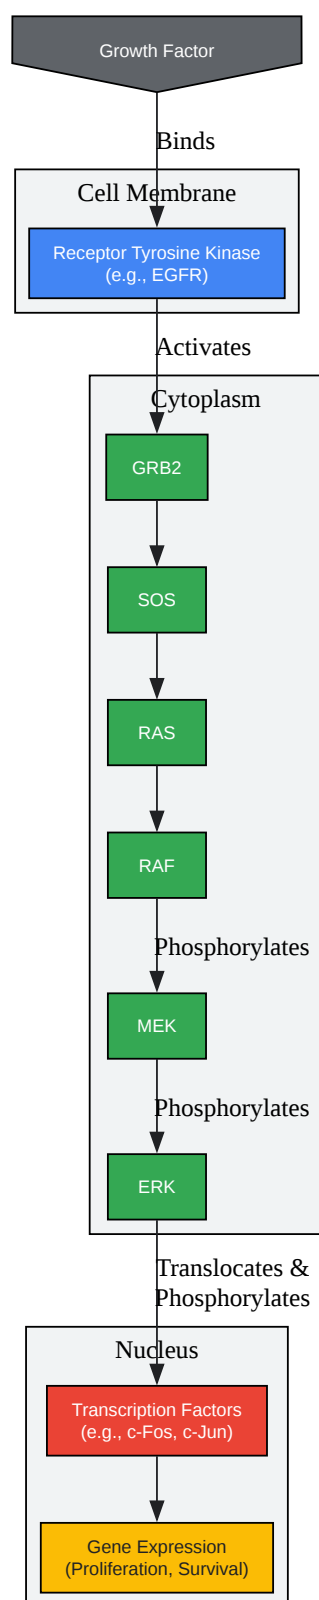 Growth Factor
Binds
Cell Membrane
Receptor Tyrosine Kinase
(e.g., EGFR)
Activates
Cytoplasm
GRB2
SOS
RAS
RAF
Phosphorylates
MEK
Phosphorylates
ERK
Translocates &
Phosphorylates
Nucleus
Transcription Factors
(e.g., c-Fos, c-Jun)
Gene Expression
(Proliferation, Survival)